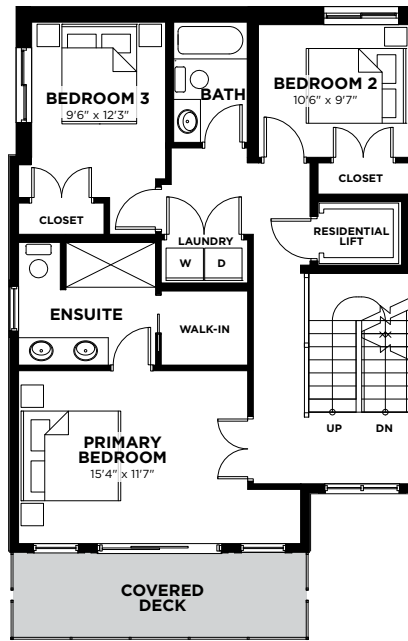 BEDROOM 3
9'6" x 12'3"
BATH
BEDROOM 2
10'6" x 9'7"
CLOSET
CLOSET
LAUNDRY
W D
RESIDENTIAL
LIFT
ENSUITE
WALK-IN
UP DN
PRIMARY
BEDROOM
15'4" x 11'7"
COVERED
DECK